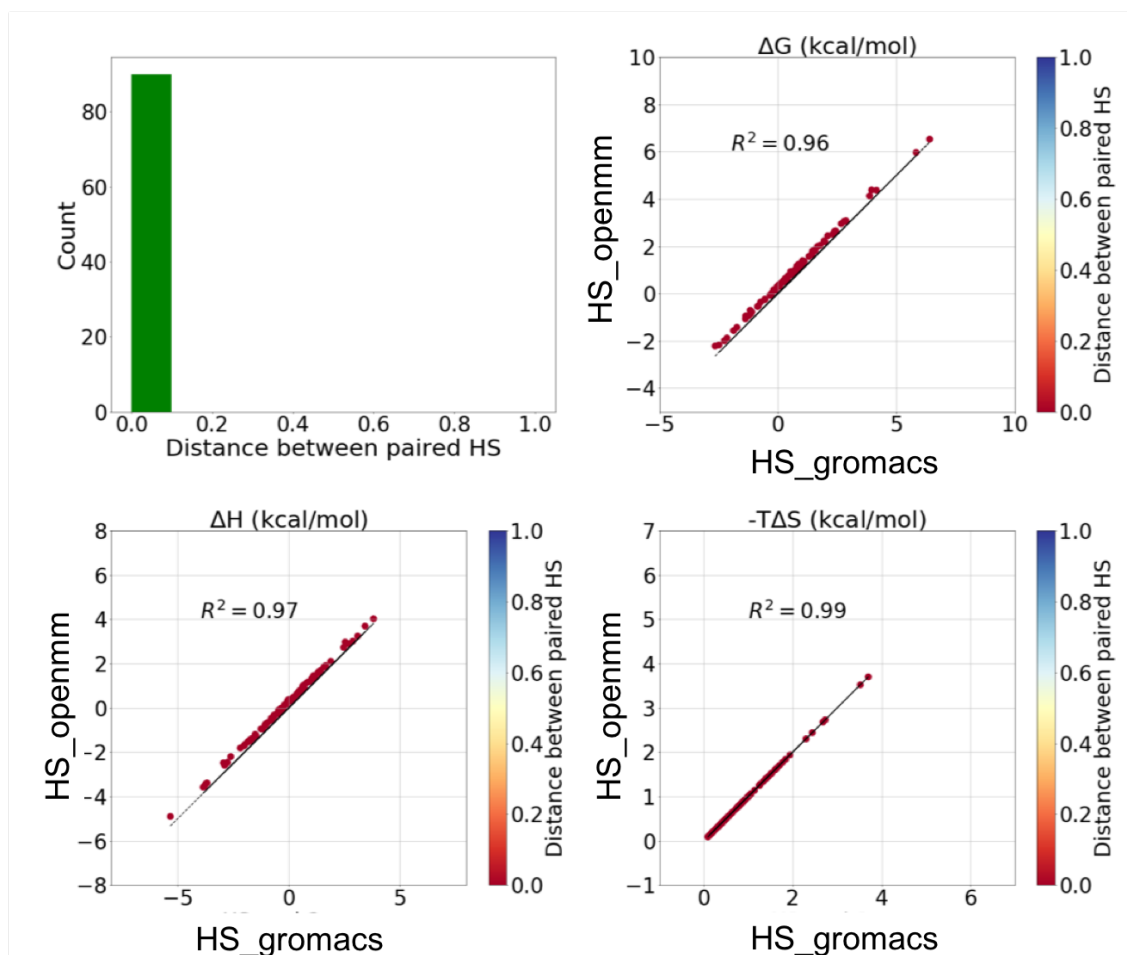 80
60
40
20
0
Count
0.0 0.2 0.4 0.6 0.8 1.0
Distance between paired HS
ΔG (kcal/mol)
10
8
6
4
2
0
−2
−4
R² = 0.96
HS_openmm
−5 0 5 10
HS_gromacs
1.0
0.8
0.6
0.4
0.2
0.0
Distance between paired HS
ΔH (kcal/mol)
8
6
4
2
0
−2
−4
−6
−8
R² = 0.97
HS_openmm
−5 0 5
HS_gromacs
1.0
0.8
0.6
0.4
0.2
0.0
Distance between paired HS
-TΔS (kcal/mol)
7
6
5
4
3
2
1
0
−1
R² = 0.99
HS_openmm
0 2 4 6
HS_gromacs
1.0
0.8
0.6
0.4
0.2
0.0
Distance between paired HS